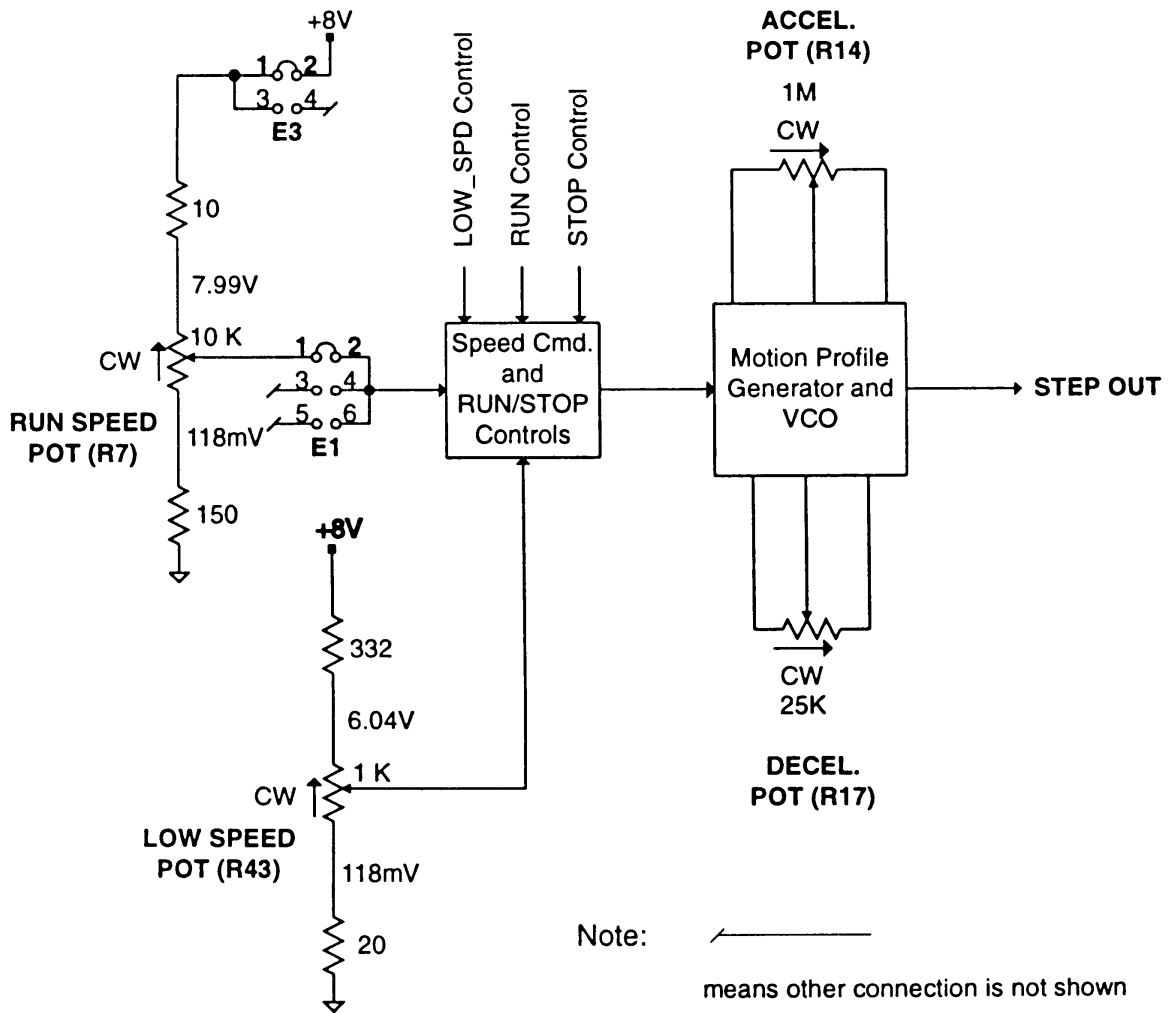 +8V
1 2
3 4
E3
10
7.99V
10 K
CW
RUN SPEED
POT (R7)
118mV
150
1 2
3 4
5 6
E1
LOW_SPD Control
RUN Control
STOP Control
Speed Cmd.
and
RUN/STOP
Controls
ACCEL.
POT (R14)
1M
CW
Motion Profile
Generator and
VCO
STEP OUT
CW
25K
DECEL.
POT (R17)
+8V
332
6.04V
1 K
CW
LOW SPEED
POT (R43)
118mV
20
Note:
means other connection is not shown